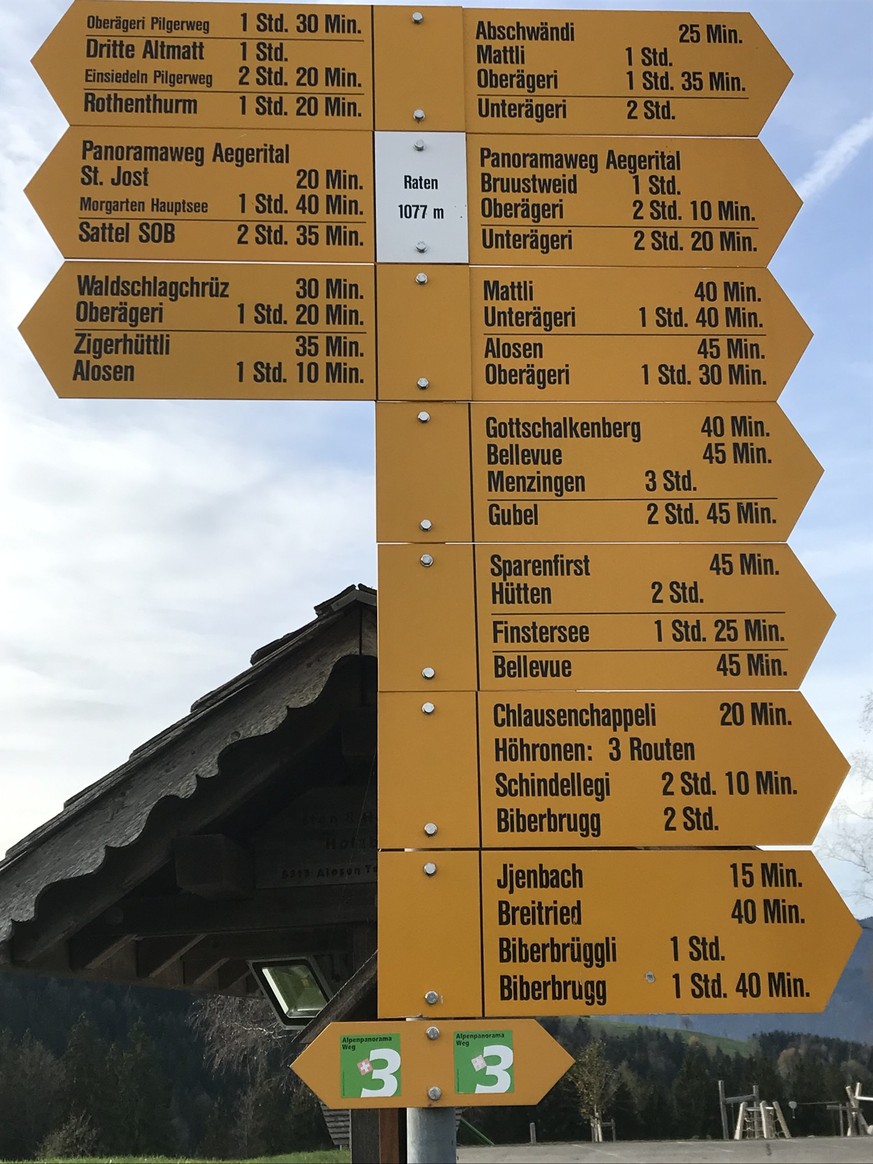 Oberägeri Pilgerweg 1 Std. 30 Min.
Dritte Altmatt 1 Std.
Einsiedeln Pilgerweg 2 Std. 20 Min.
Rothenthurm 1 Std. 20 Min.
Abschwändi 25 Min.
Mattli 1 Std.
Oberägeri 1 Std. 35 Min.
Unterägeri 2 Std.
Panoramaweg Aegerital
St. Jost 20 Min.
Morgarten Hauptsee 1 Std. 40 Min.
Sattel SOB 2 Std. 35 Min.
Raten
1077 m
Panoramaweg Aegerital
Bruustweid 1 Std.
Oberägeri 2 Std. 10 Min.
Unterägeri 2 Std. 20 Min.
Waldschlagchrüz 30 Min.
Oberägeri 1 Std. 20 Min.
Zigerhüttli 35 Min.
Alosen 1 Std. 10 Min.
Mattli 40 Min.
Unterägeri 1 Std. 40 Min.
Alosen 45 Min.
Oberägeri 1 Std. 30 Min.
Gottschalkenberg 40 Min.
Bellevue 45 Min.
Menzingen 3 Std.
Gubel 2 Std. 45 Min.
Sparenfirst 45 Min.
Hütten 2 Std.
Finstersee 1 Std. 25 Min.
Bellevue 45 Min.
Chlausenchappeli 20 Min.
Höhronen: 3 Routen
Schindellegi 2 Std. 10 Min.
Biberbrugg 2 Std.
Jjenbach 15 Min.
Breitried 40 Min.
Biberbrüggli 1 Std.
Biberbrugg 1 Std. 40 Min.
Alpenpanorama
Weg
3
Alpenpanorama
Weg
3
6315 Alosen